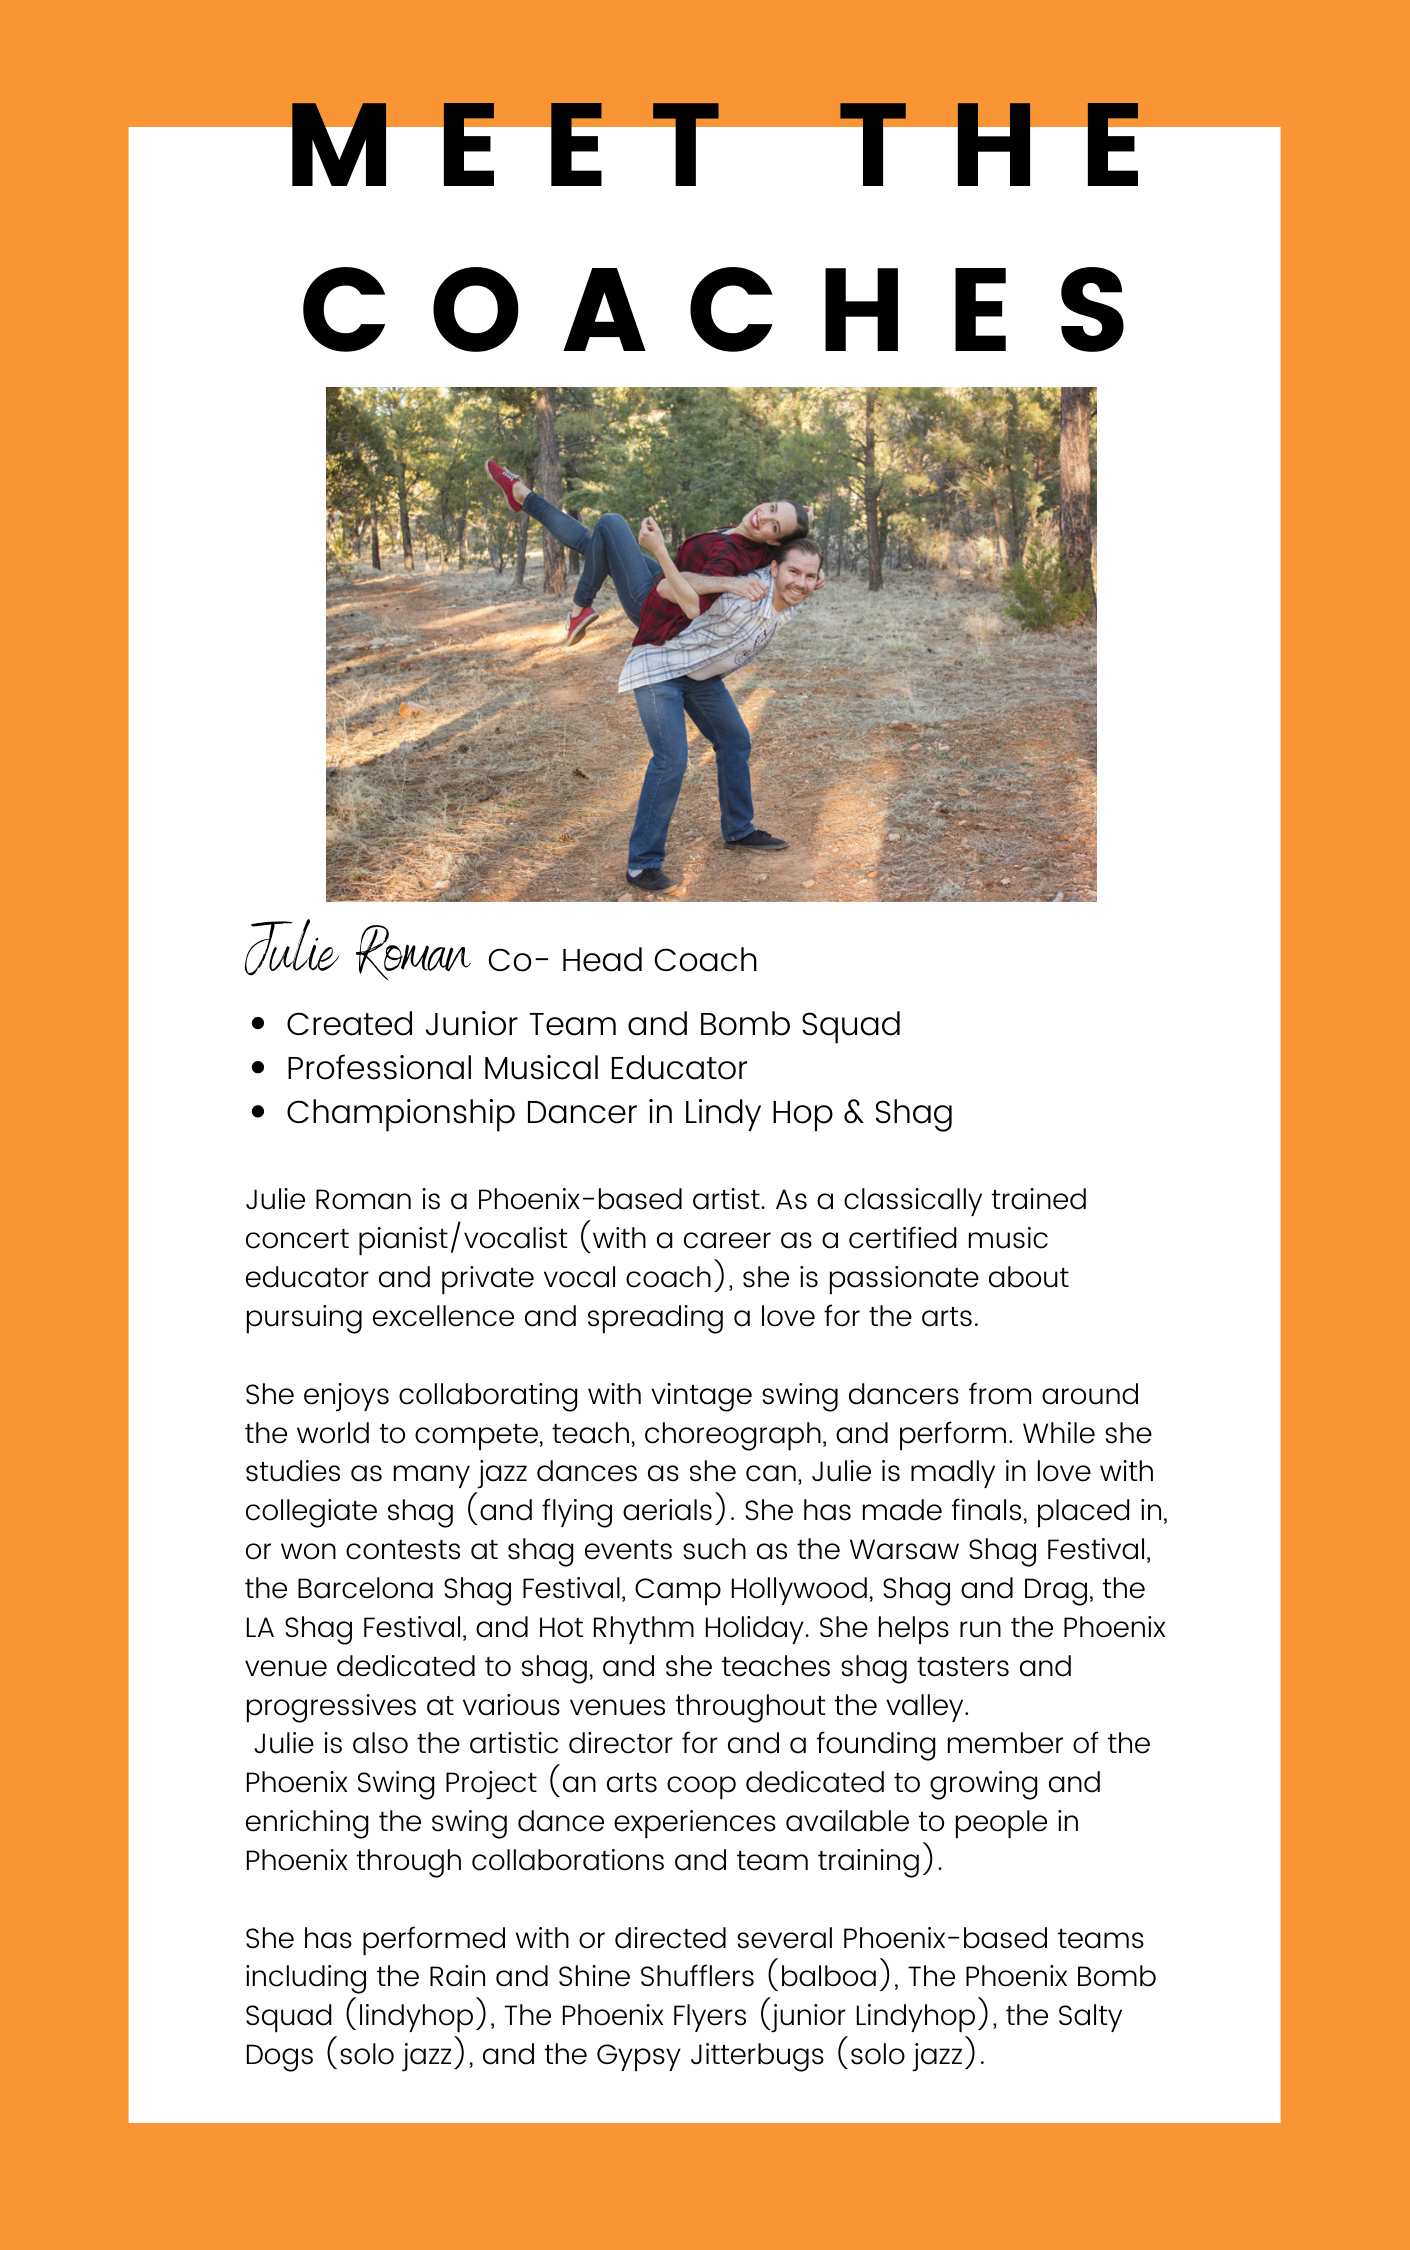 MEET THE
COACHES
Julie Roman Co- Head Coach
• Created Junior Team and Bomb Squad
• Professional Musical Educator
• Championship Dancer in Lindy Hop & Shag
Julie Roman is a Phoenix-based artist. As a classically trained
concert pianist/vocalist (with a career as a certified music
educator and private vocal coach), she is passionate about
pursuing excellence and spreading a love for the arts.
She enjoys collaborating with vintage swing dancers from around
the world to compete, teach, choreograph, and perform. While she
studies as many jazz dances as she can, Julie is madly in love with
collegiate shag (and flying aerials). She has made finals, placed in,
or won contests at shag events such as the Warsaw Shag Festival,
the Barcelona Shag Festival, Camp Hollywood, Shag and Drag, the
LA Shag Festival, and Hot Rhythm Holiday. She helps run the Phoenix
venue dedicated to shag, and she teaches shag tasters and
progressives at various venues throughout the valley.
Julie is also the artistic director for and a founding member of the
Phoenix Swing Project (an arts coop dedicated to growing and
enriching the swing dance experiences available to people in
Phoenix through collaborations and team training).
She has performed with or directed several Phoenix-based teams
including the Rain and Shine Shufflers (balboa), The Phoenix Bomb
Squad (lindyhop), The Phoenix Flyers (junior Lindyhop), the Salty
Dogs (solo jazz), and the Gypsy Jitterbugs (solo jazz).